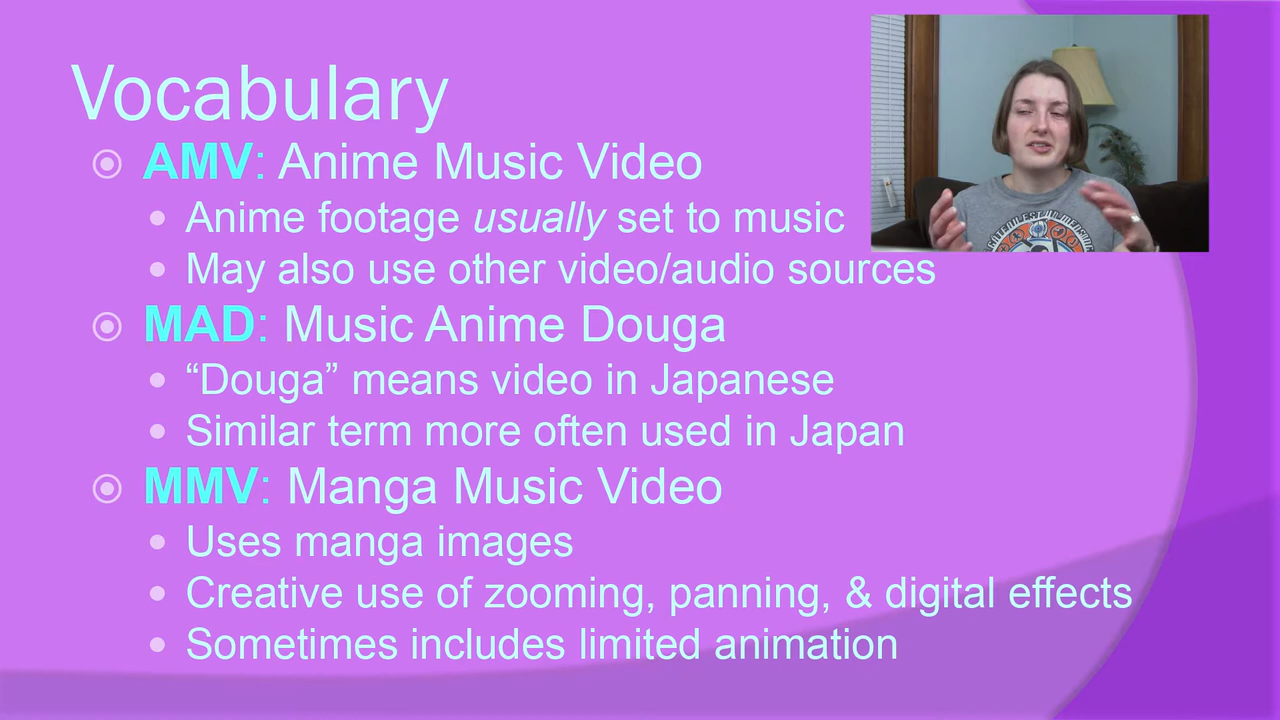 Vocabulary
AMV: Anime Music Video
Anime footage usually set to music
May also use other video/audio sources
MAD: Music Anime Douga
“Douga” means video in Japanese
Similar term more often used in Japan
MMV: Manga Music Video
Uses manga images
Creative use of zooming, panning, & digital effects
Sometimes includes limited animation